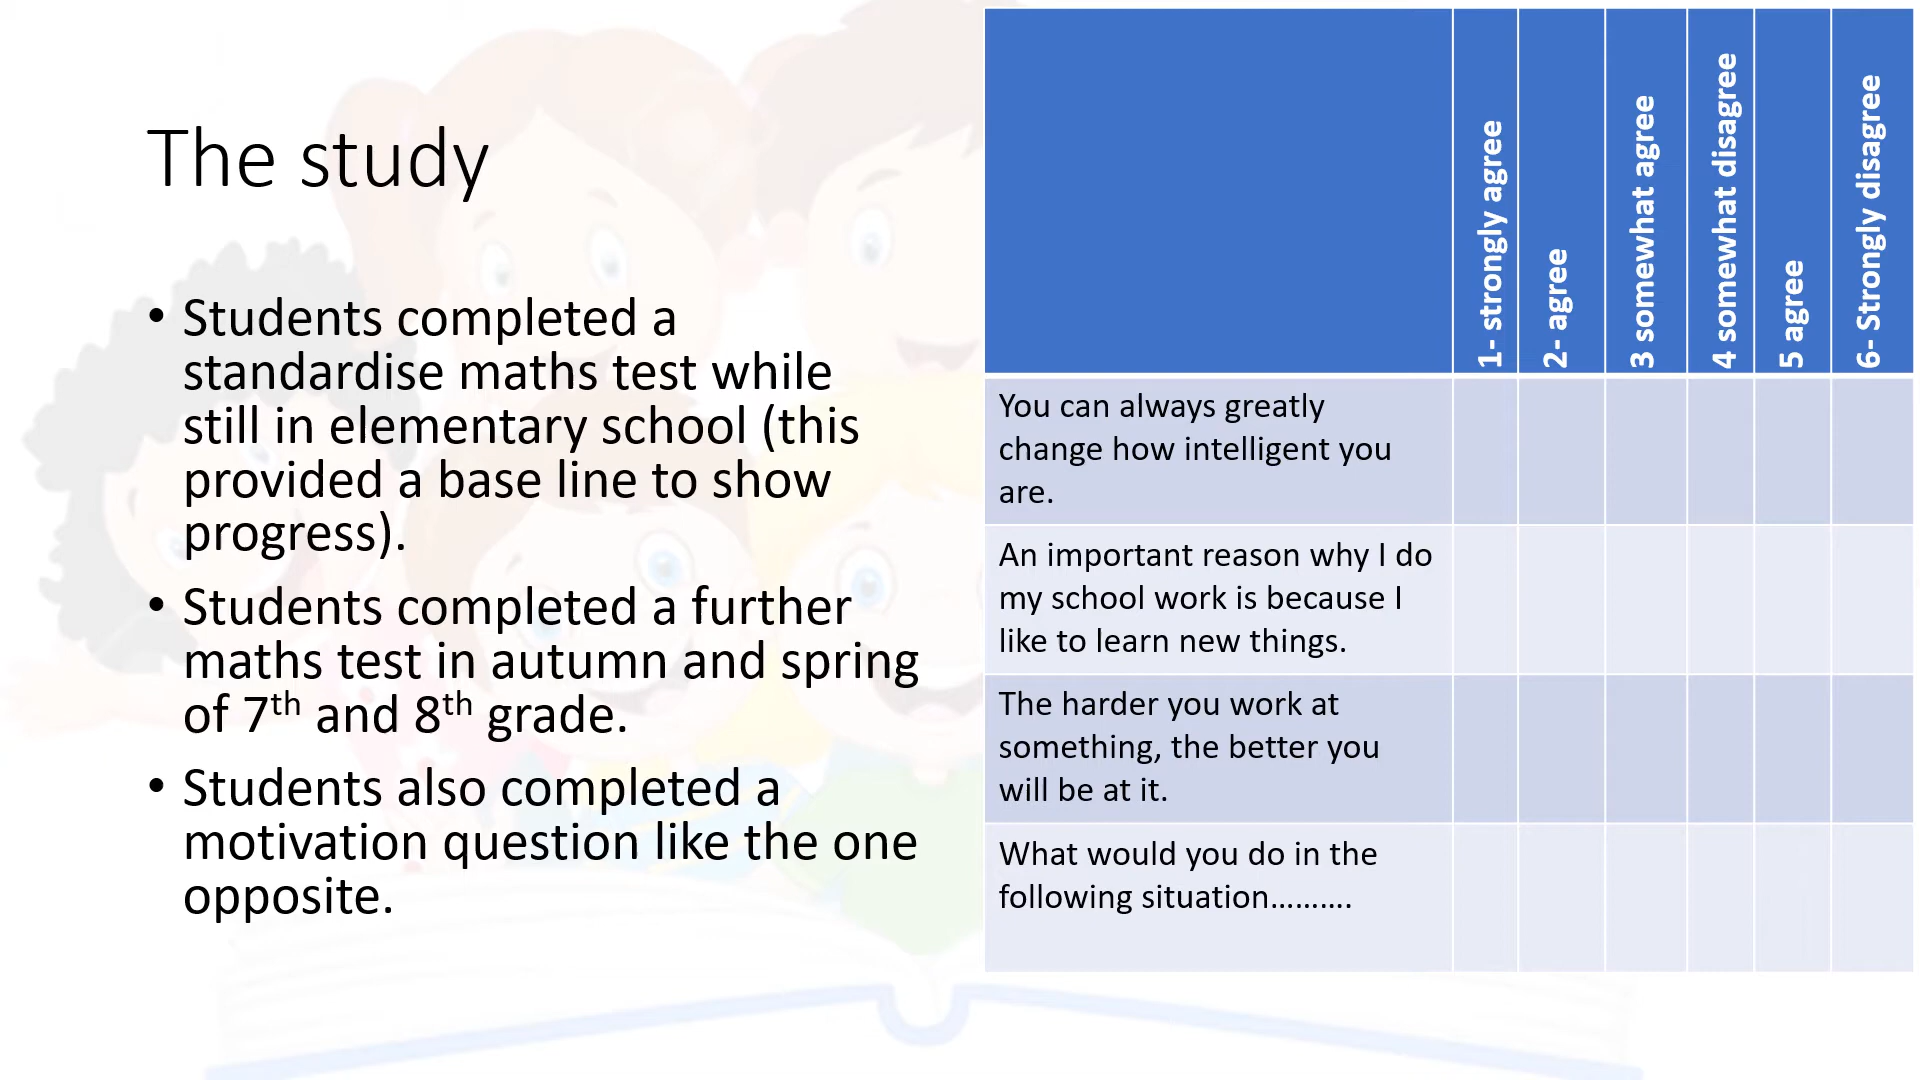 The study
• Students completed a
standardise maths test while
still in elementary school (this
provided a base line to show
progress).
• Students completed a further
maths test in autumn and spring
of 7th and 8th grade.
• Students also completed a
motivation question like the one
opposite.
1- strongly agree
2- agree
3 somewhat agree
4 somewhat disagree
5 agree
6- Strongly disagree
You can always greatly
change how intelligent you
are.
An important reason why I do
my school work is because I
like to learn new things.
The harder you work at
something, the better you
will be at it.
What would you do in the
following situation……….